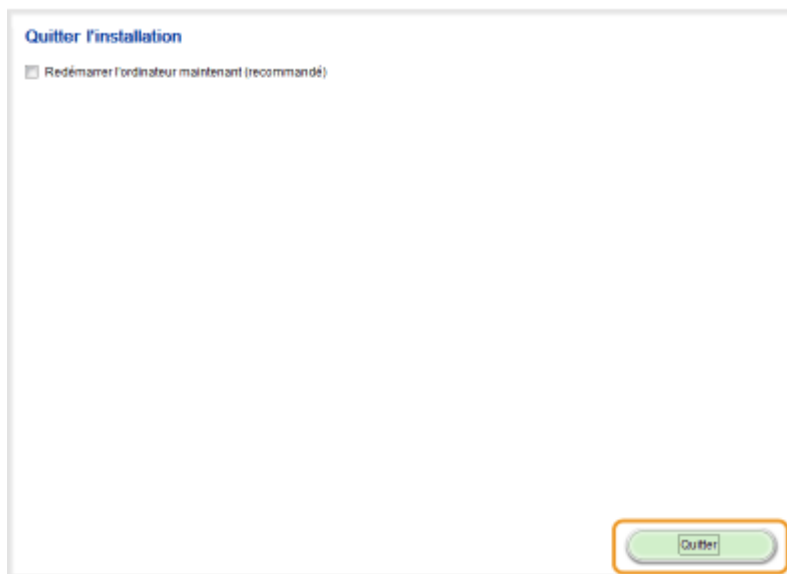 Quitter l'installation
Redémarrer l'ordinateur maintenant (recommandé)
Quitter